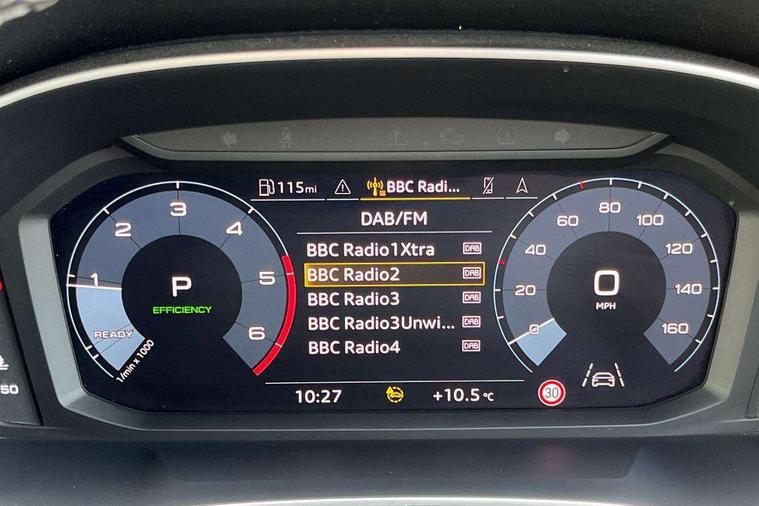 115mi BBC Radi...
DAB/FM
BBC Radio1Xtra DAB
BBC Radio2 DAB
BBC Radio3 DAB
BBC Radio3Unwi... DAB
BBC Radio4 DAB
10:27 +10.5 °C
1 2 3 4 5 6
P
EFFICIENCY
READY
1/min x 1000
0 20 40 60 80 100 120 140 160
0
MPH
30
50